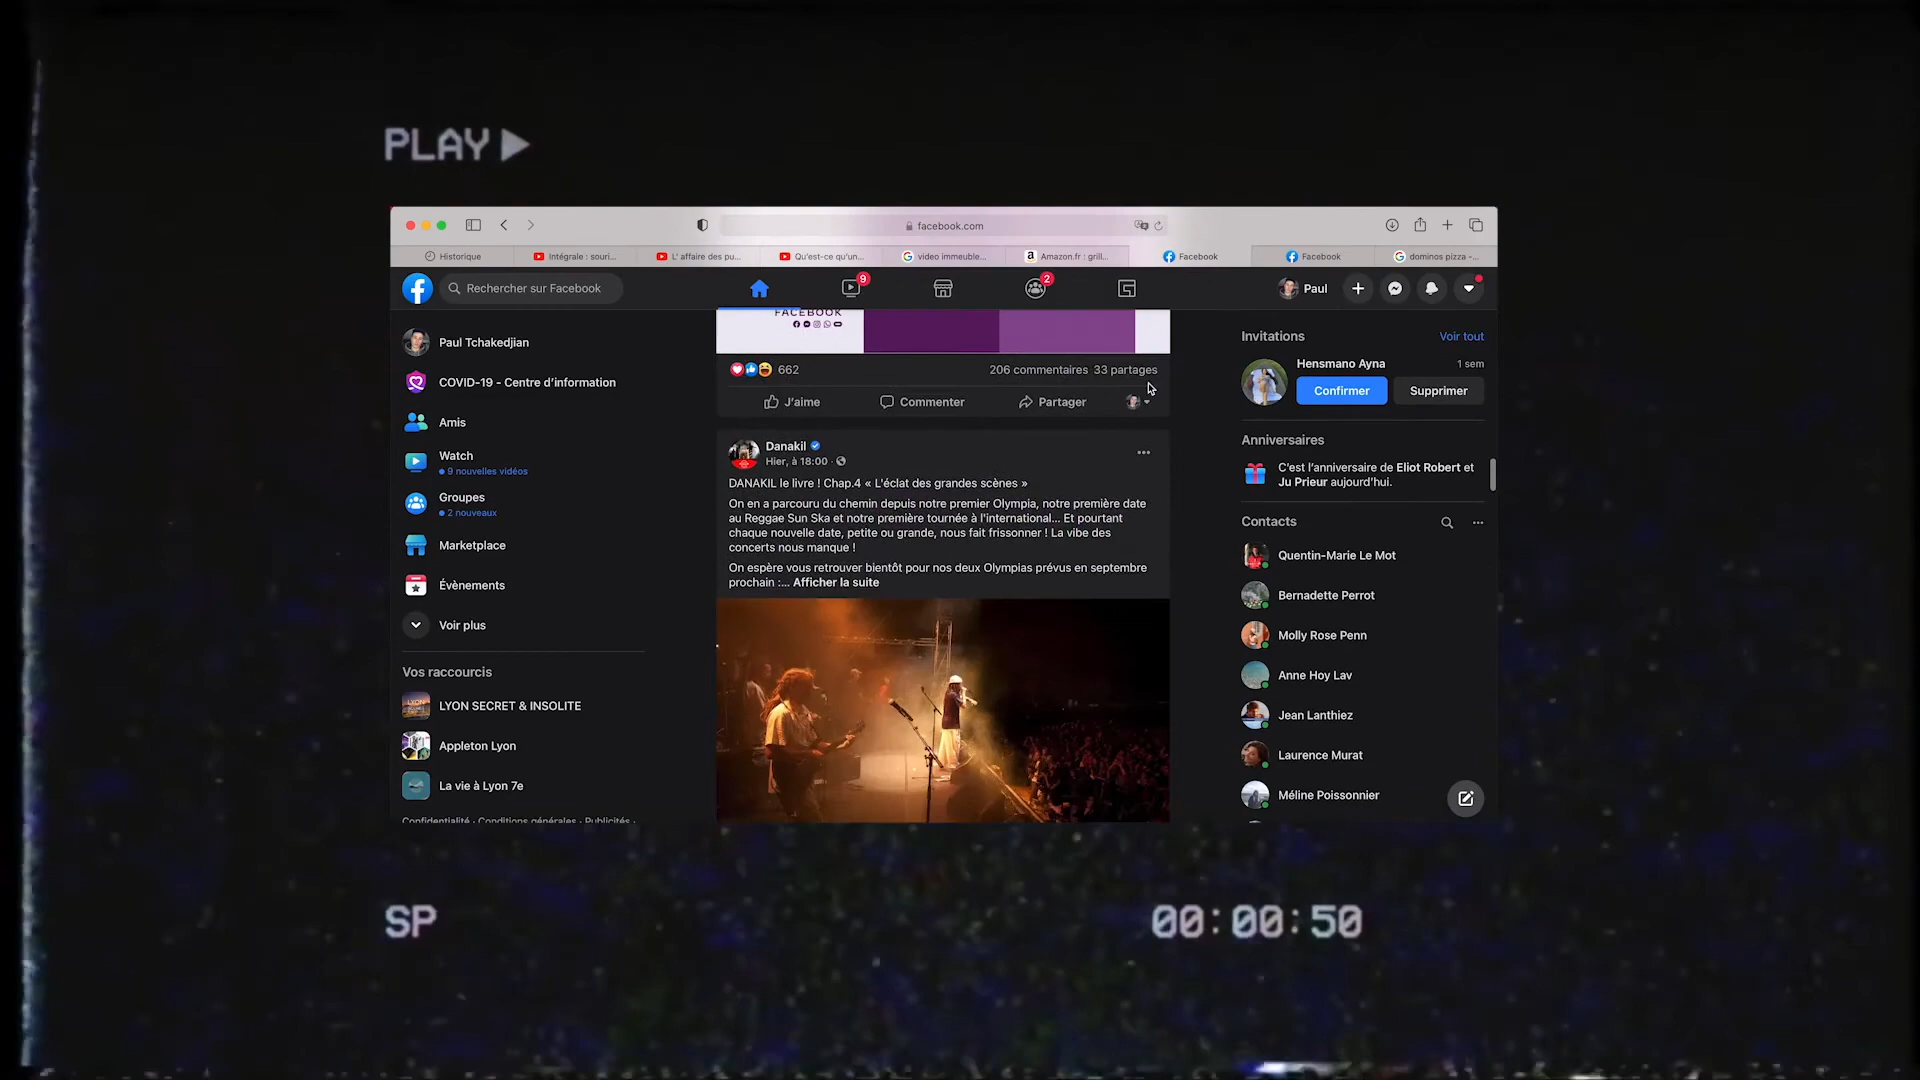 PLAY
facebook.com
Historique
Intégrale : souri...
L' affaire des pu...
Qu'est-ce qu'un...
video immeuble...
Amazon.fr : grill...
Facebook
Facebook
dominos pizza -...
Rechercher sur Facebook
9
2
Paul
Paul Tchakedjian
COVID-19 - Centre d'information
Amis
Watch
9 nouvelles vidéos
Groupes
2 nouveaux
Marketplace
Évènements
Voir plus
Vos raccourcis
LYON SECRET & INSOLITE
Appleton Lyon
La vie à Lyon 7e
Confidentialité · Conditions générales · Publicités ·
FACEBOOK
662
206 commentaires 33 partages
J'aime
Commenter
Partager
Danakil
Hier, à 18:00 ·
DANAKIL le livre ! Chap.4 « L'éclat des grandes scènes »
On en a parcouru du chemin depuis notre premier Olympia, notre première date
au Reggae Sun Ska et notre première tournée à l'international... Et pourtant
chaque nouvelle date, petite ou grande, nous fait frissonner ! La vibe des
concerts nous manque !
On espère vous retrouver bientôt pour nos deux Olympias prévus en septembre
prochain :... Afficher la suite
Invitations
Voir tout
Hensmano Ayna
1 sem
Confirmer
Supprimer
Anniversaires
C'est l'anniversaire de Eliot Robert et
Ju Prieur aujourd'hui.
Contacts
Quentin-Marie Le Mot
Bernadette Perrot
Molly Rose Penn
Anne Hoy Lav
Jean Lanthiez
Laurence Murat
Méline Poissonnier
SP
00:00:50